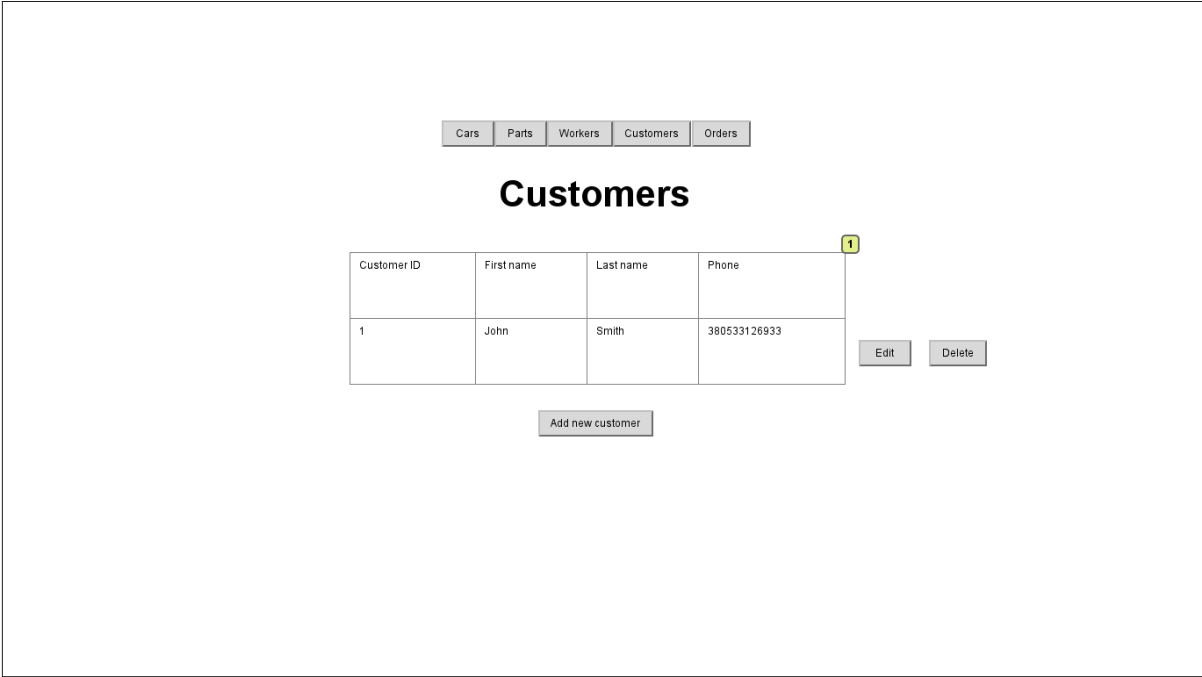 Cars Parts Workers Customers Orders
Customers
1
Customer ID First name Last name Phone
1 John Smith 380533126933
Edit Delete
Add new customer